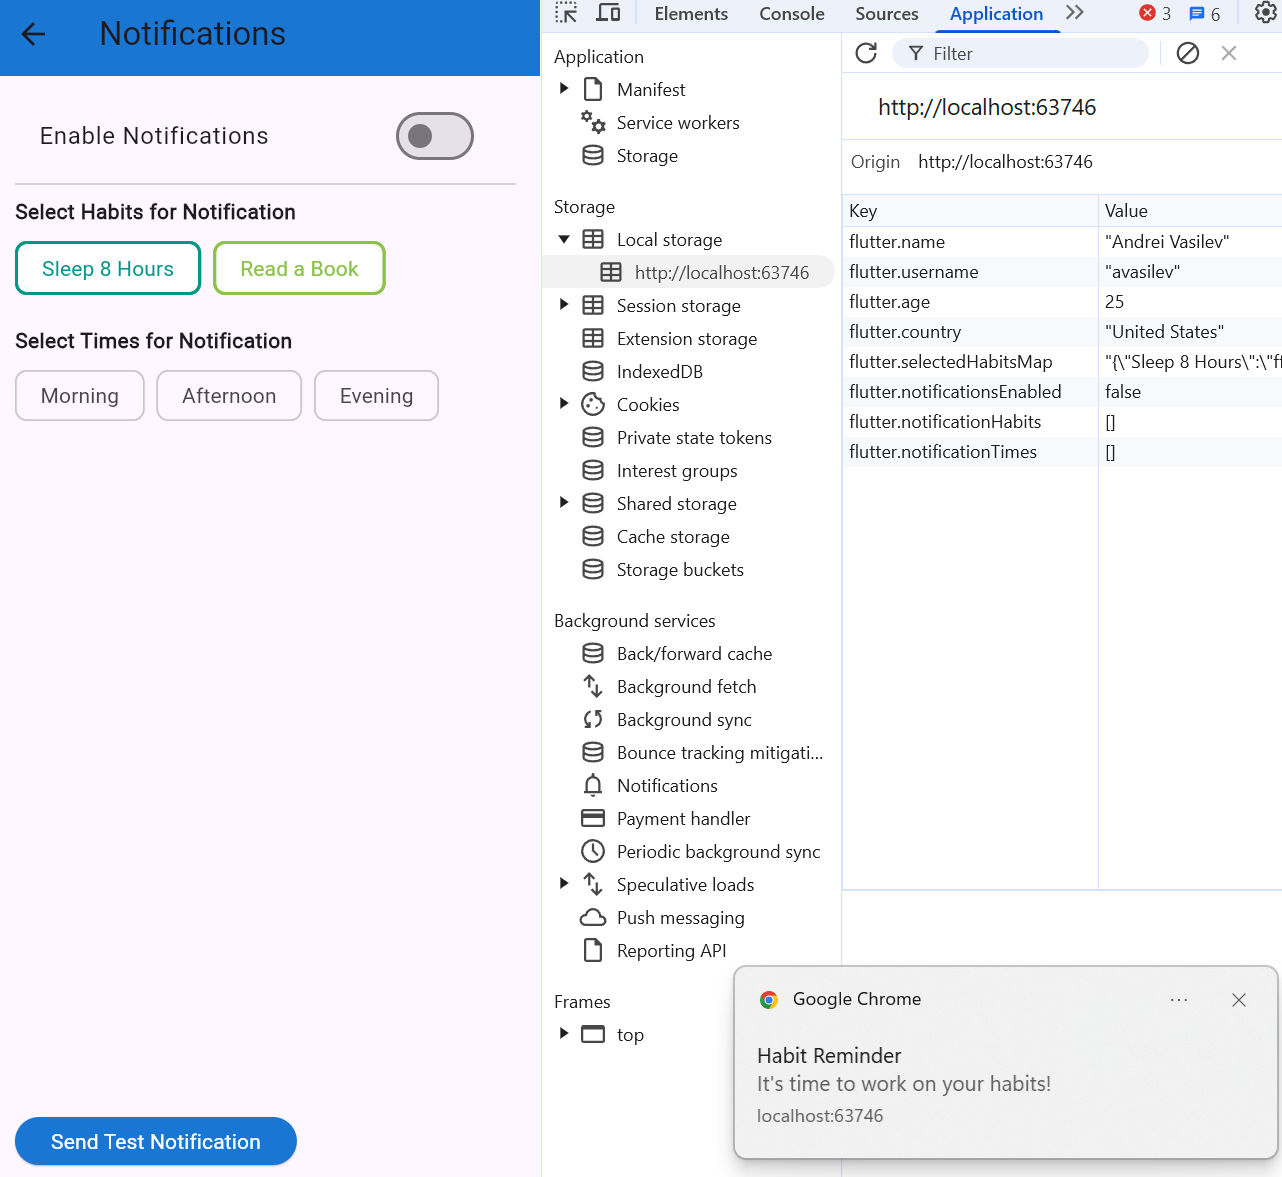 Notifications
Enable Notifications
Select Habits for Notification
Sleep 8 Hours
Read a Book
Select Times for Notification
Morning
Afternoon
Evening
Send Test Notification
Elements
Console
Sources
Application
3
6
Application
Manifest
Service workers
Storage
Storage
Local storage
http://localhost:63746
Session storage
Extension storage
IndexedDB
Cookies
Private state tokens
Interest groups
Shared storage
Cache storage
Storage buckets
Background services
Back/forward cache
Background fetch
Background sync
Bounce tracking mitigati...
Notifications
Payment handler
Periodic background sync
Speculative loads
Push messaging
Reporting API
Frames
top
Filter
http://localhost:63746
Origin http://localhost:63746
Key Value
flutter.name "Andrei Vasilev"
flutter.username "avasilev"
flutter.age 25
flutter.country "United States"
flutter.selectedHabitsMap "{\"Sleep 8 Hours\":\"ff
flutter.notificationsEnabled false
flutter.notificationHabits []
flutter.notificationTimes []
Google Chrome
Habit Reminder
It's time to work on your habits!
localhost:63746